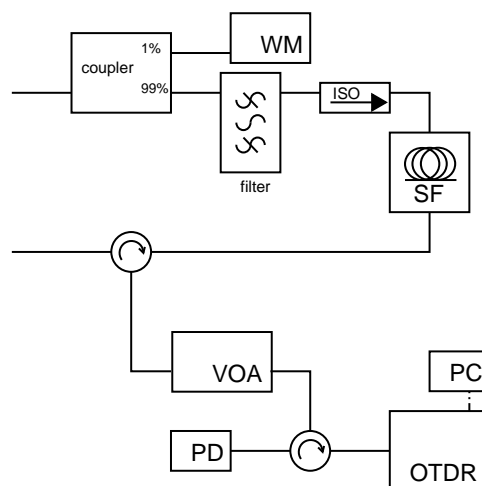 1%
WM
coupler
99%
ISO
filter
SF
VOA
PC
PD
OTDR